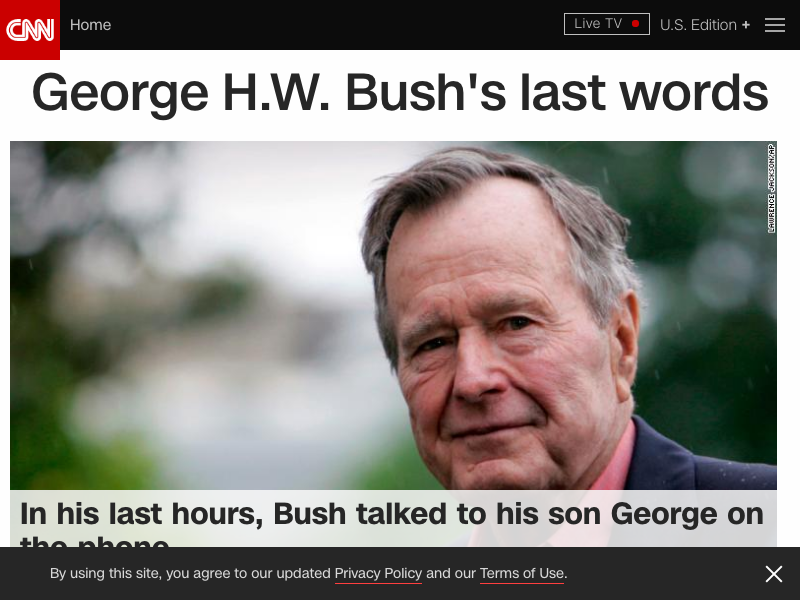 CNN
Home
Live TV
U.S. Edition +
George H.W. Bush's last words
LAWRENCE JACKSON/AP
In his last hours, Bush talked to his son George on
the phone
By using this site, you agree to our updated Privacy Policy and our Terms of Use.